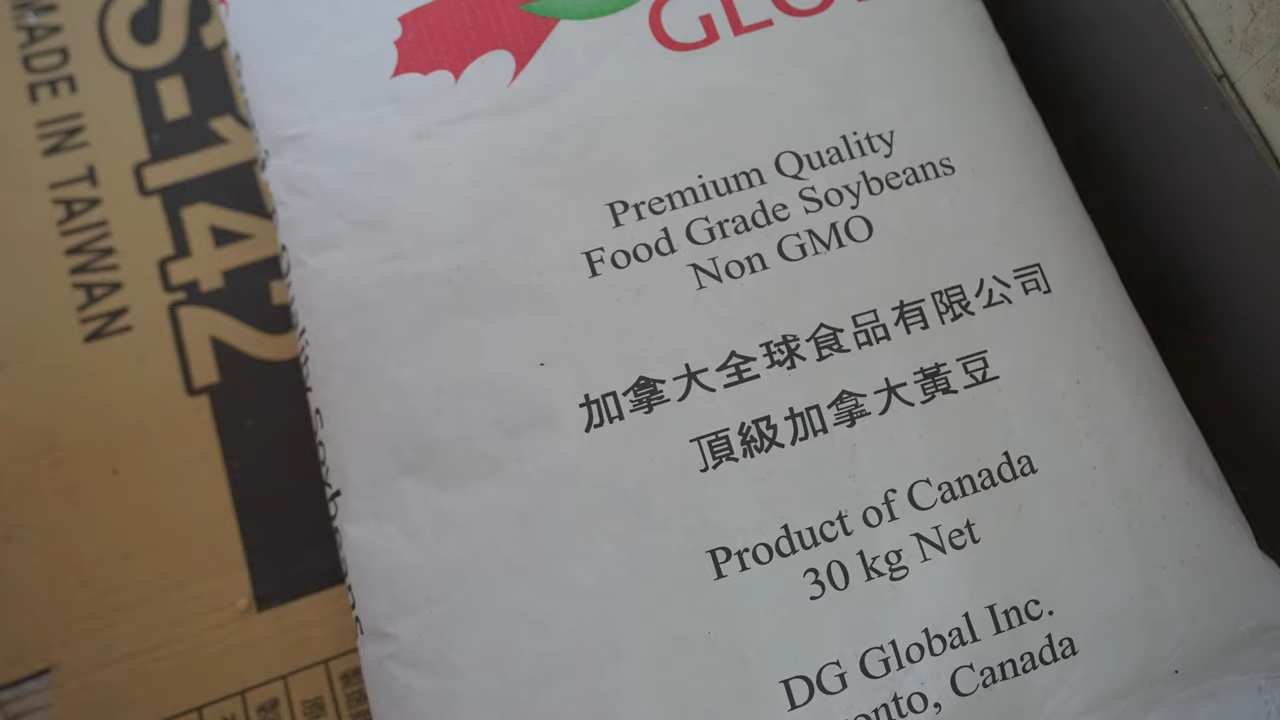 MADE IN TAIWAN
S-142
Premium Quality
Food Grade Soybeans
Non GMO
加拿大全球食品有限公司
頂級加拿大黃豆
Product of Canada
30 kg Net
DG Global Inc.
Canada